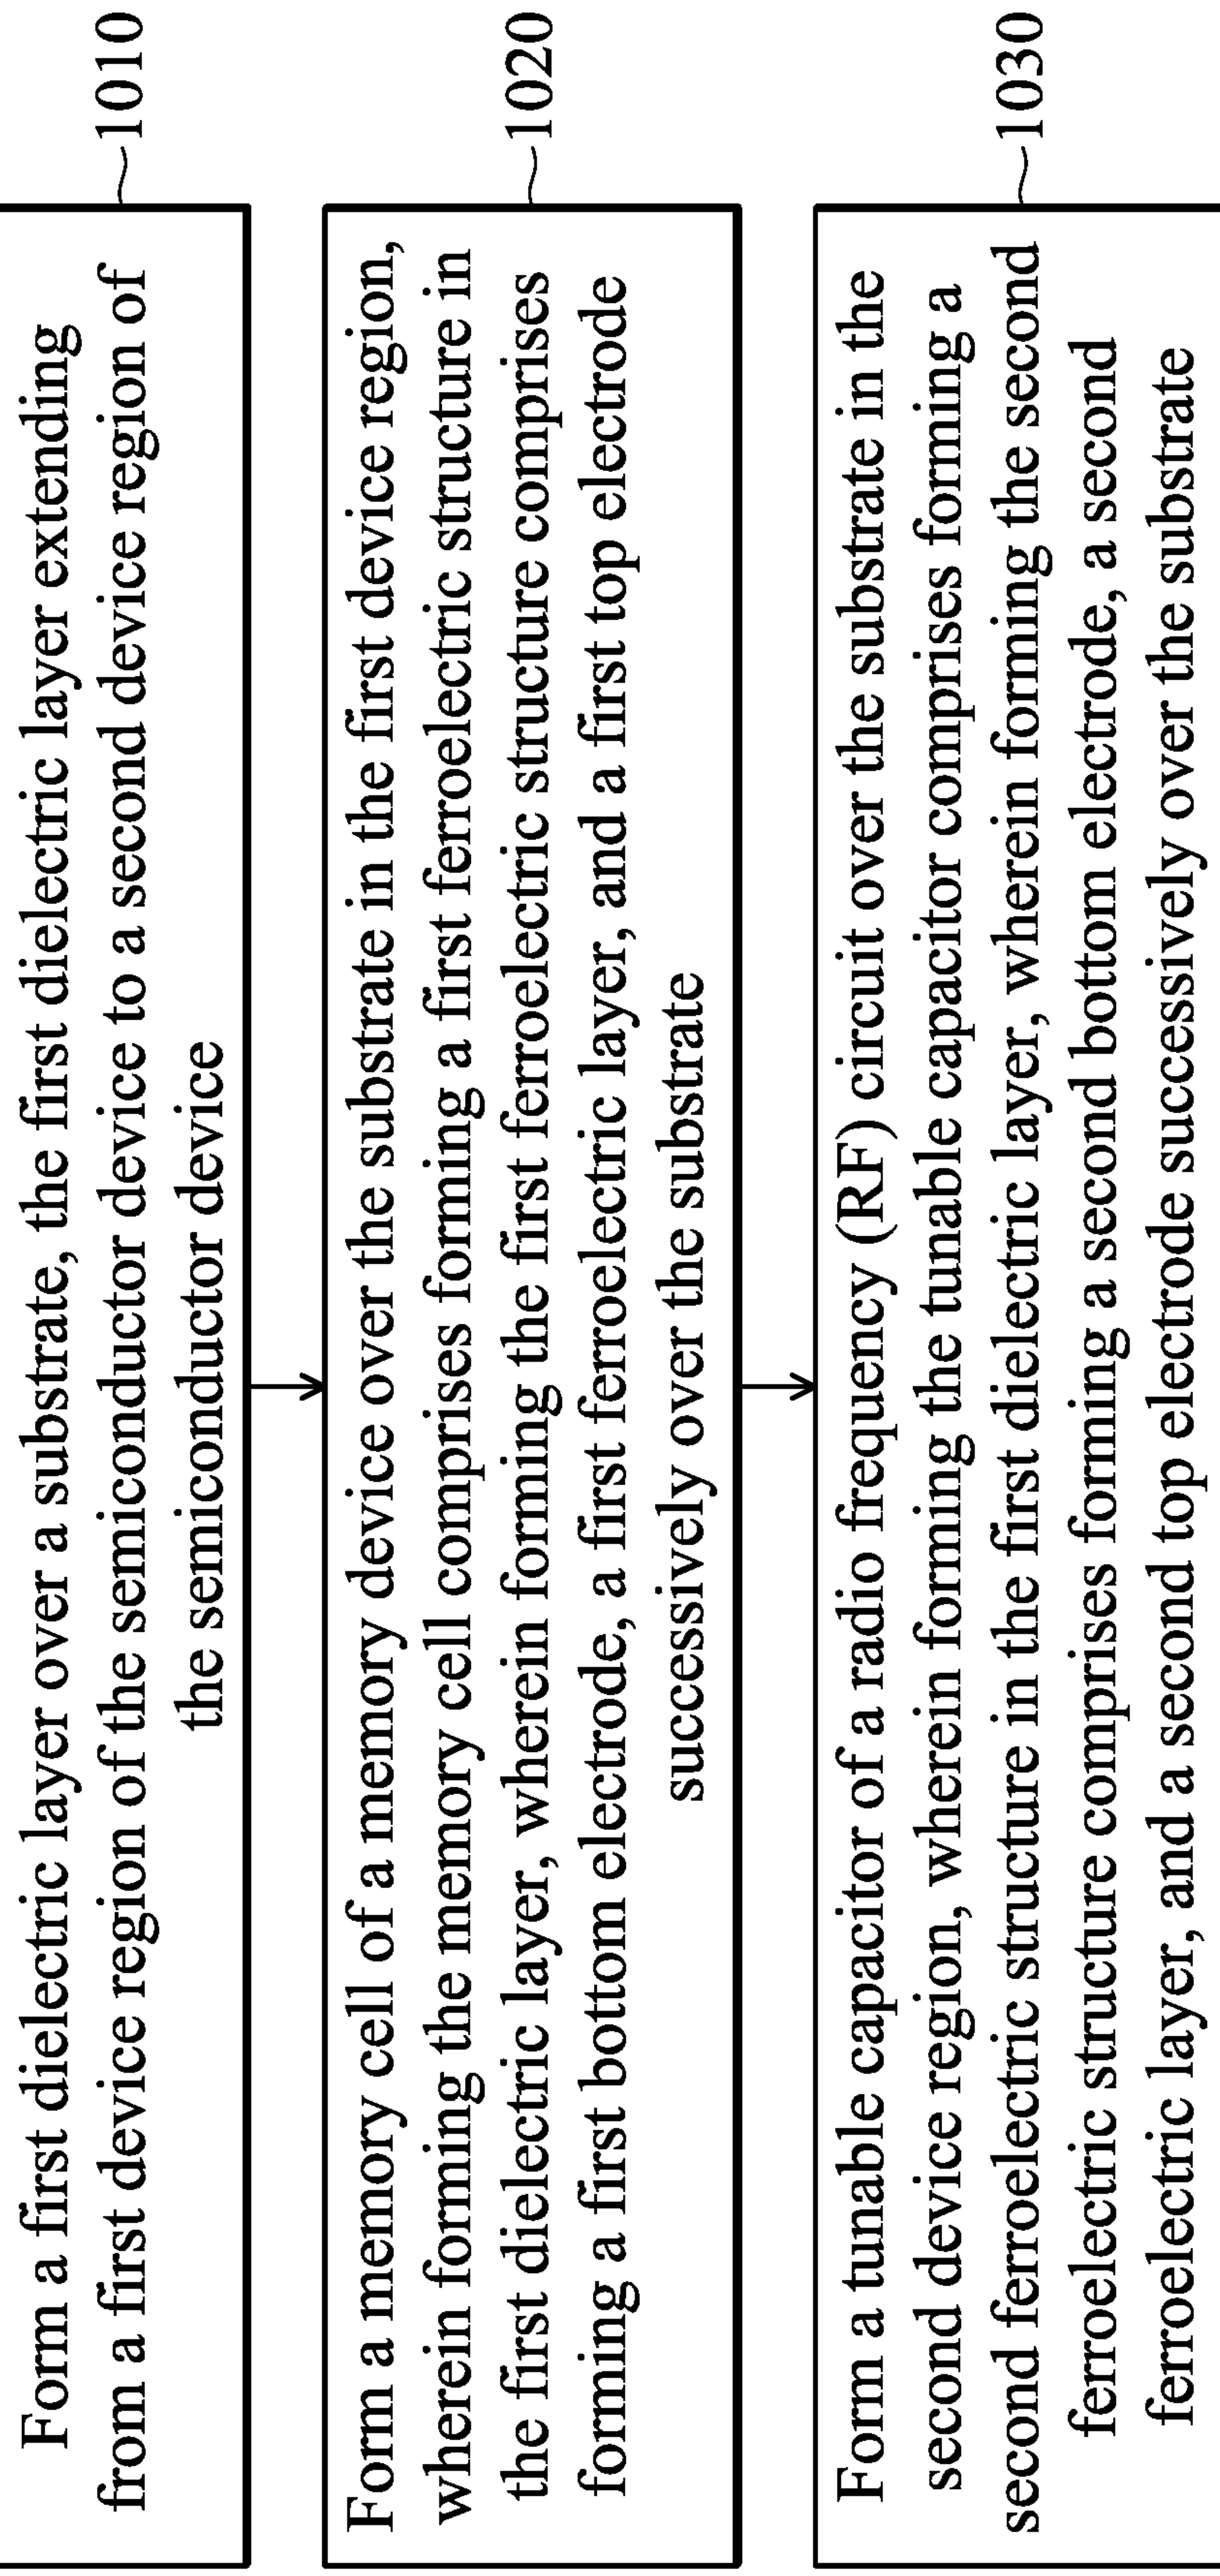 Form a first dielectric layer over a substrate, the first dielectric layer extending
from a first device region of the semiconductor device to a second device region of
the semiconductor device
1010
Form a memory cell of a memory device over the substrate in the first device region,
wherein forming the memory cell comprises forming a first ferroelectric structure in
the first dielectric layer, wherein forming the first ferroelectric structure comprises
forming a first bottom electrode, a first ferroelectric layer, and a first top electrode
successively over the substrate
1020
Form a tunable capacitor of a radio frequency (RF) circuit over the substrate in the
second device region, wherein forming the tunable capacitor comprises forming a
second ferroelectric structure in the first dielectric layer, wherein forming the second
ferroelectric structure comprises forming a second bottom electrode, a second
ferroelectric layer, and a second top electrode successively over the substrate
1030